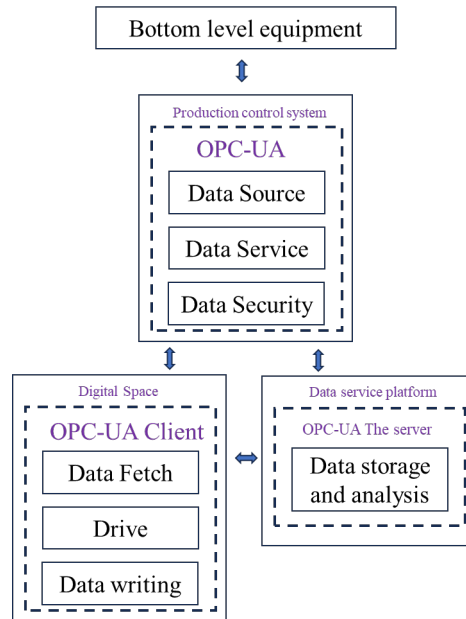 Bottom level equipment
Production control system
OPC-UA
Data Source
Data Service
Data Security
Digital Space
OPC-UA Client
Data Fetch
Drive
Data writing
Data service platform
OPC-UA The server
Data storage
and analysis